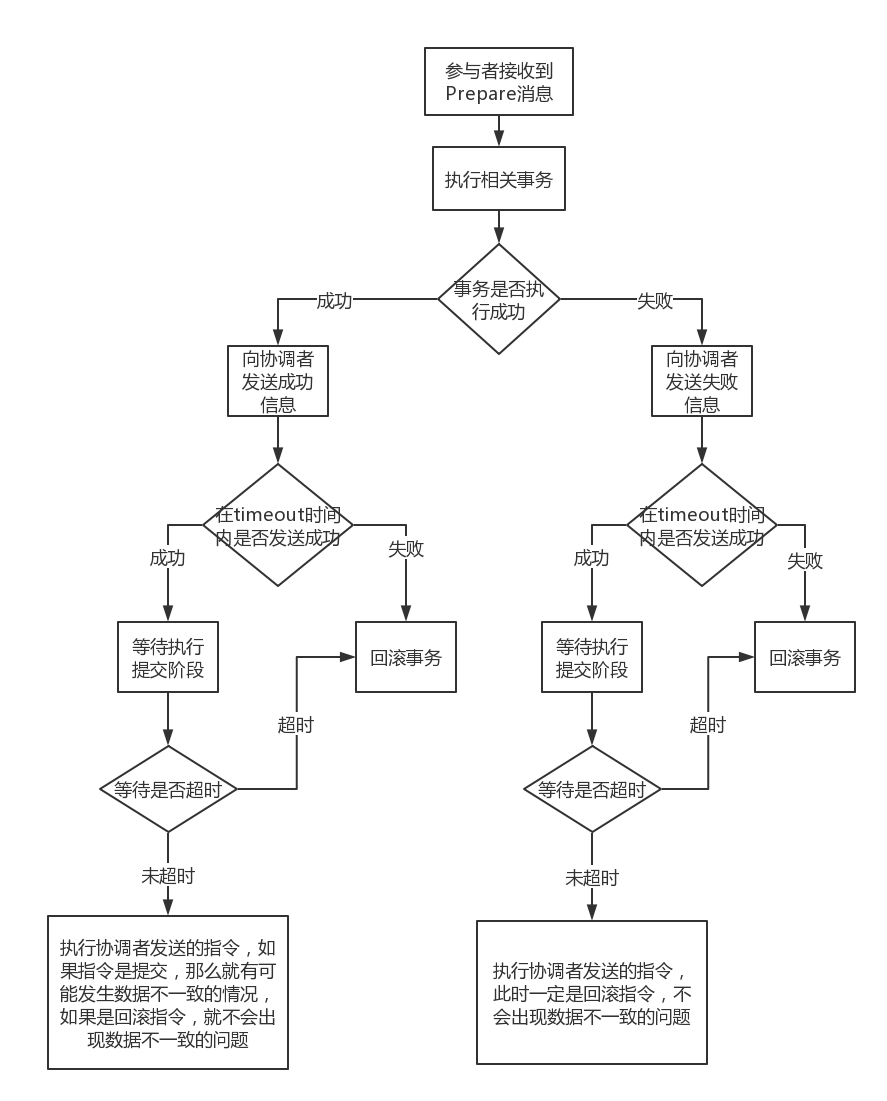 参与者接收到
Prepare消息
执行相关事务
事务是否执
行成功
成功
失败
向协调者
发送成功
信息
向协调者
发送失败
信息
在timeout时间
内是否发送成功
在timeout时间
内是否发送成功
成功
失败
成功
失败
等待执行
提交阶段
回滚事务
等待执行
提交阶段
回滚事务
超时
超时
等待是否超时
等待是否超时
未超时
未超时
执行协调者发送的指令，如
果指令是提交，那么就有可
能发生数据不一致的情况，
如果是回滚指令，就不会出
现数据不一致的问题
执行协调者发送的指令，
此时一定是回滚指令，不
会出现数据不一致的问题